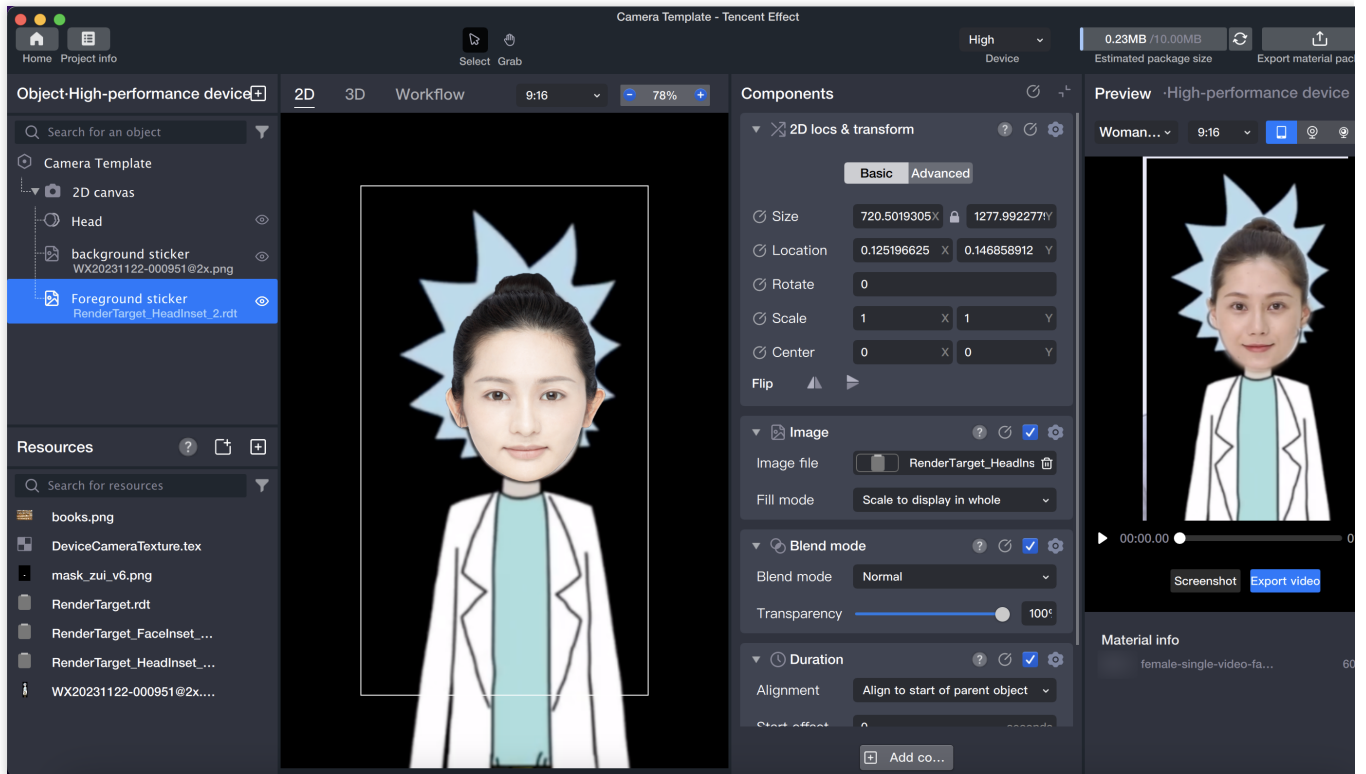 Camera Template - Tencent Effect
Home Project info
Select Grab
High
Device
0.23MB /10.00MB
Estimated package size
Export material pac
Object·High-performance device
2D 3D Workflow 9:16 78%
Components
Preview ·High-performance device
Search for an object
Camera Template
2D canvas
Head
background sticker
WX20231122-000951@2x.png
Foreground sticker
RenderTarget_HeadInset_2.rdt
Resources
Search for resources
books.png
DeviceCameraTexture.tex
mask_zui_v6.png
RenderTarget.rdt
RenderTarget_FaceInset_...
RenderTarget_HeadInset_...
WX20231122-000951@2x....
2D locs & transform
Basic Advanced
Size 720.5019305 X 1277.9922779 Y
Location 0.125196625 X 0.146858912 Y
Rotate 0
Scale 1 X 1 Y
Center 0 X 0 Y
Flip
Image
Image file RenderTarget_HeadIns
Fill mode Scale to display in whole
Blend mode
Blend mode Normal
Transparency 100
Duration
Alignment Align to start of parent object
Start offset 0 seconds
Add co...
Woman... 9:16
00:00.00 0
Screenshot Export video
Material info
female-single-video-fa... 60